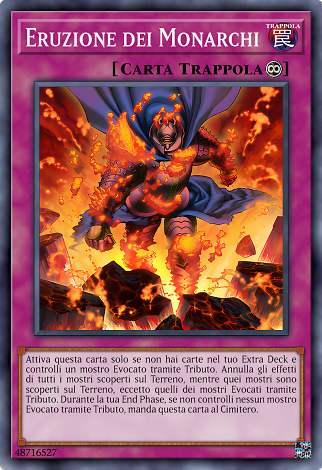 ERUZIONE DEI MONARCHI
TRAPPOLA
罠
[CARTA TRAPPOLA]
Attiva questa carta solo se non hai carte nel tuo Extra Deck e
controlli un mostro Evocato tramite Tributo. Annulla gli effetti
di tutti i mostri scoperti sul Terreno, mentre quei mostri sono
scoperti sul Terreno, eccetto quelli dei mostri Evocati tramite
Tributo. Durante la tua End Phase, se non controlli nessun mostro
Evocato tramite Tributo, manda questa carta al Cimitero.
48716527